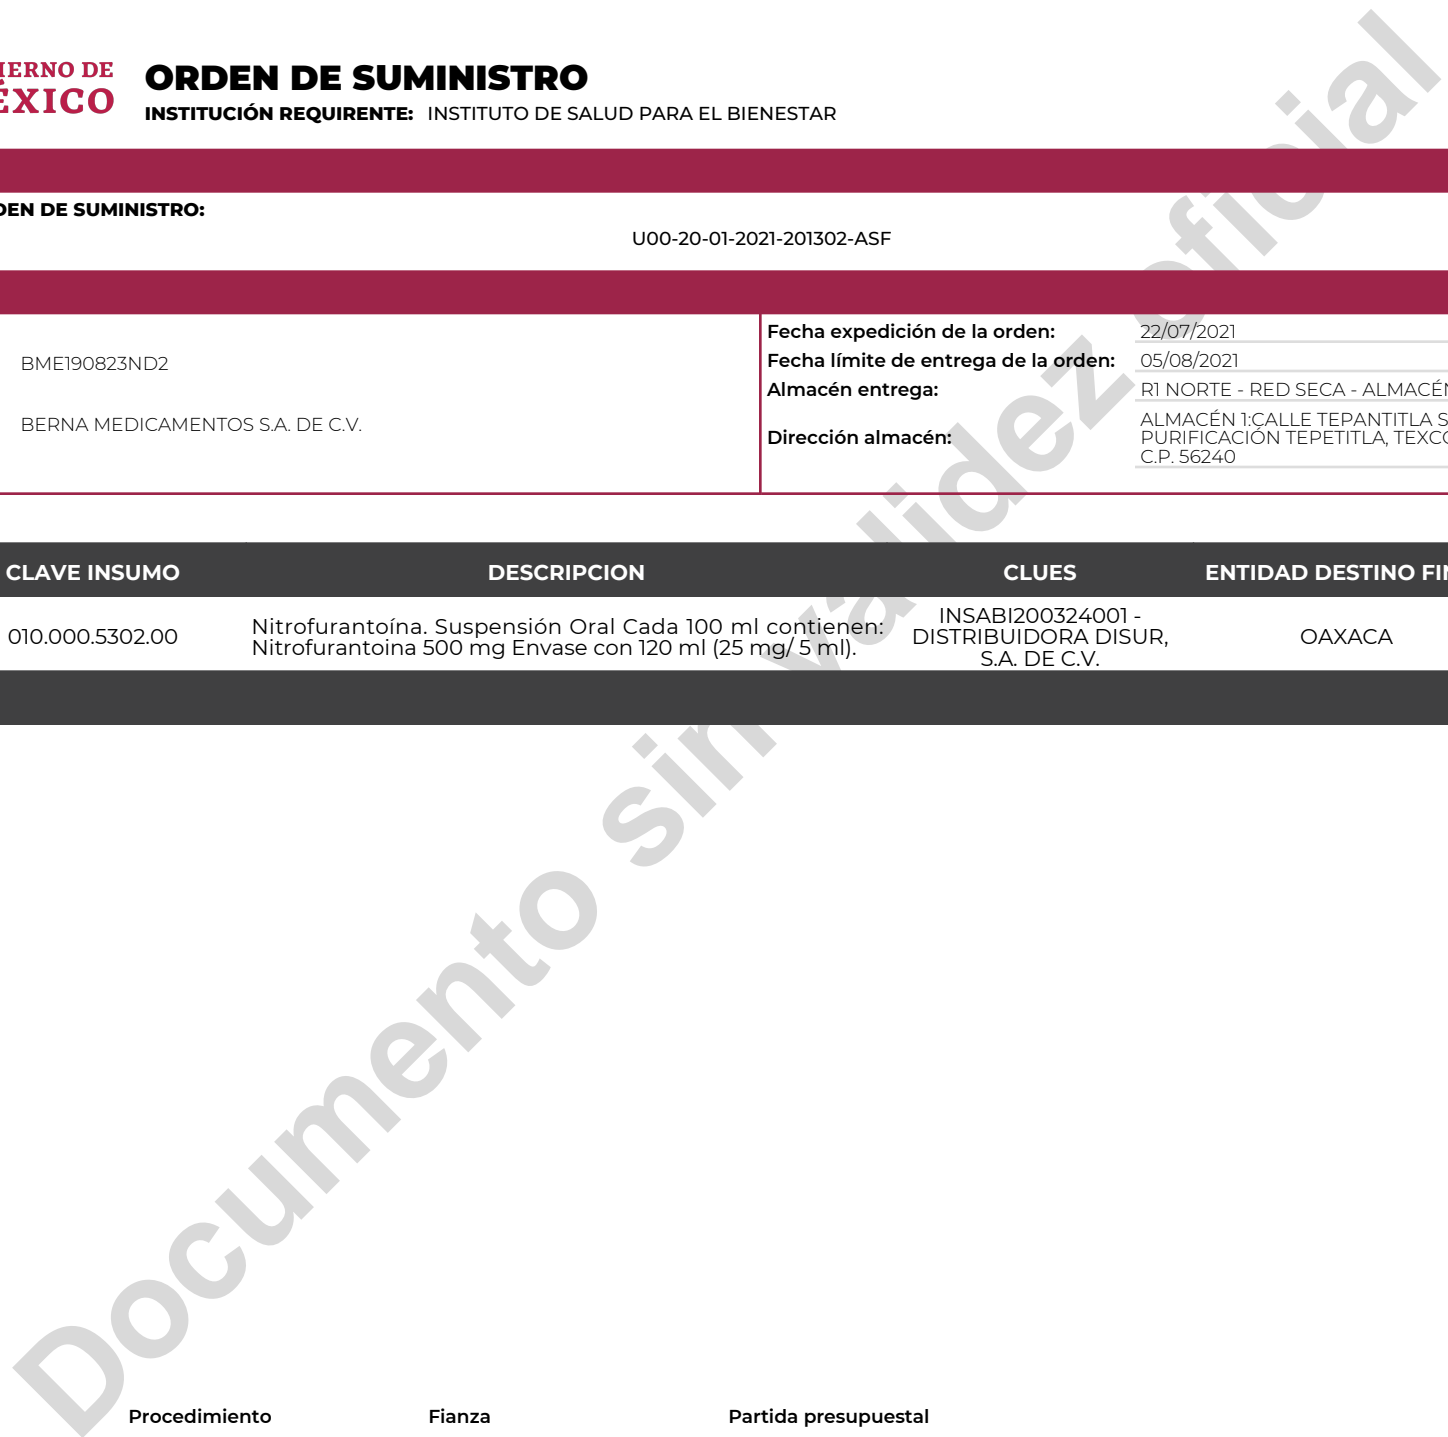 IERNO DE
ÉXICO
ORDEN DE SUMINISTRO
INSTITUCIÓN REQUIRENTE: INSTITUTO DE SALUD PARA EL BIENESTAR
DEN DE SUMINISTRO:
U00-20-01-2021-201302-ASF
BME190823ND2
BERNA MEDICAMENTOS S.A. DE C.V.
Fecha expedición de la orden: 22/07/2021
Fecha límite de entrega de la orden: 05/08/2021
Almacén entrega: R1 NORTE - RED SECA - ALMACÉN
Dirección almacén: ALMACÉN 1:CALLE TEPANTITLA S
PURIFICACIÓN TEPETITLA, TEXCO
C.P. 56240
CLAVE INSUMO DESCRIPCION CLUES ENTIDAD DESTINO FIN
010.000.5302.00
Nitrofurantoína. Suspensión Oral Cada 100 ml contienen:
Nitrofurantoina 500 mg Envase con 120 ml (25 mg/ 5 ml).
INSABI200324001 -
DISTRIBUIDORA DISUR,
S.A. DE C.V.
OAXACA
Documento sin validez oficial
Procedimiento Fianza Partida presupuestal